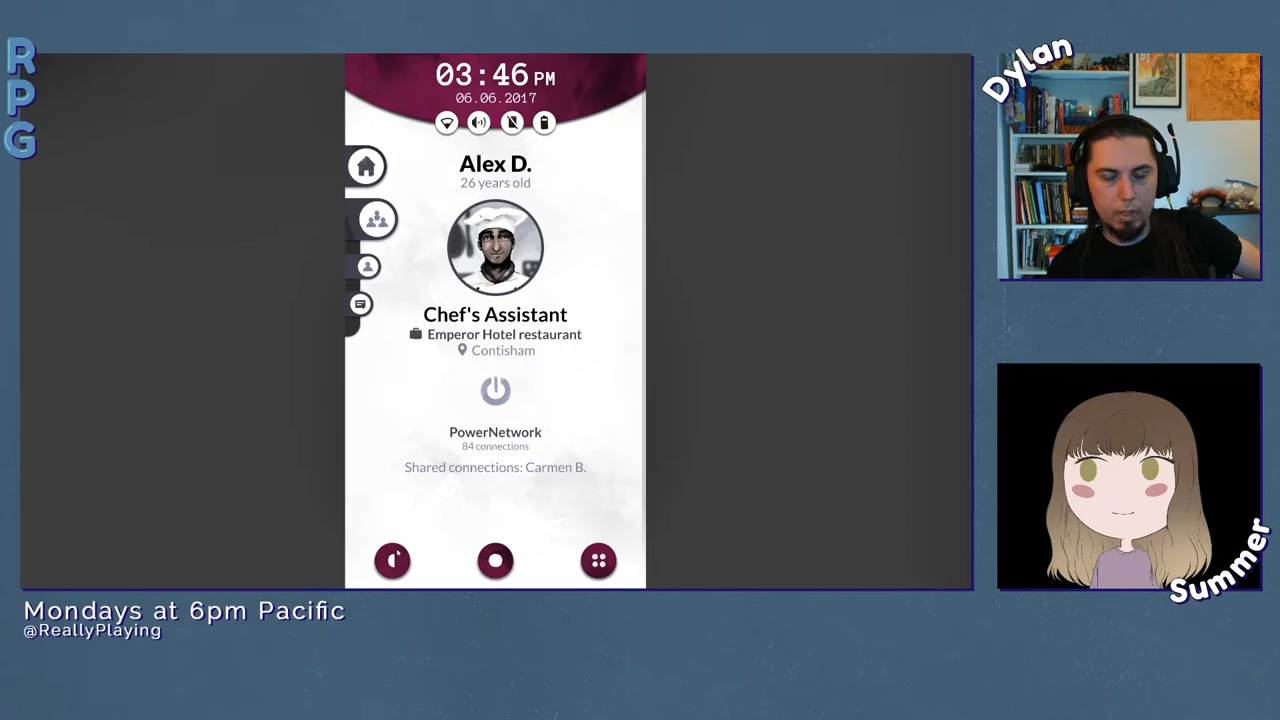 RPG
03:46 PM
06.06.2017
Alex D.
26 years old
Chef's Assistant
Emperor Hotel restaurant
Contisham
PowerNetwork
84 connections
Shared connections: Carmen B.
Dylan
Summer
Mondays at 6pm Pacific
@ReallyPlaying